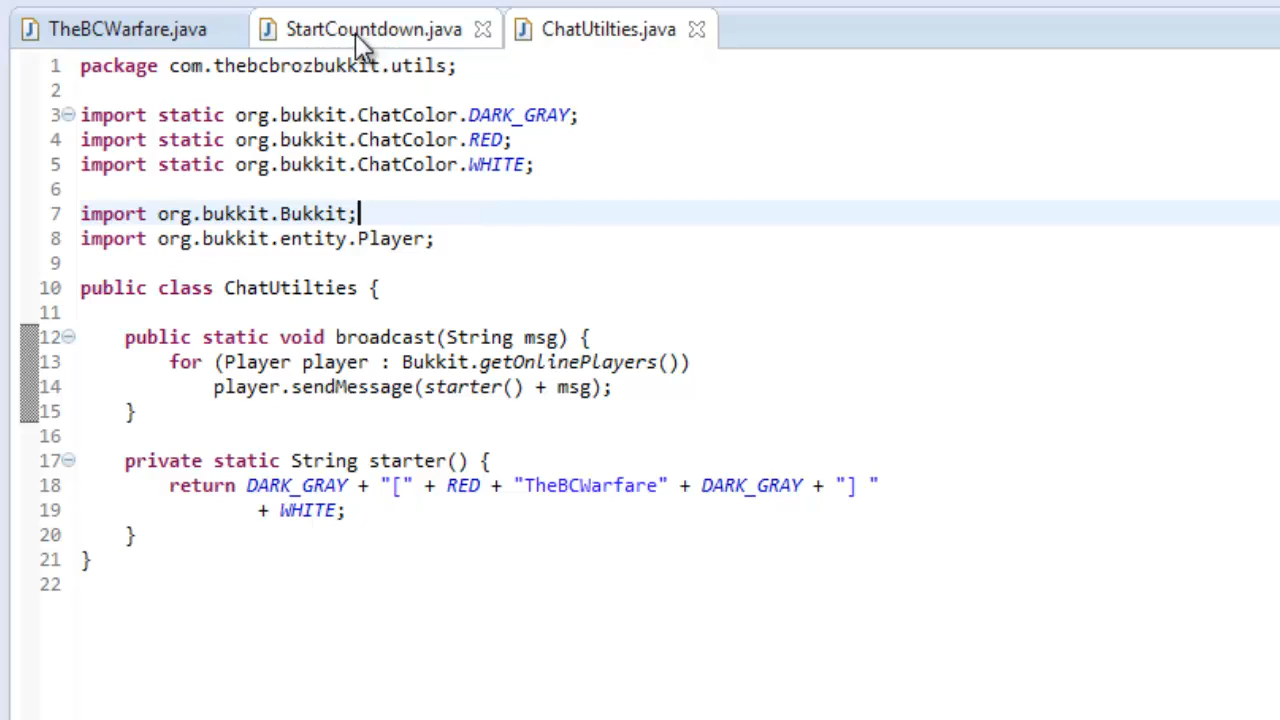 TheBCWarfare.java StartCountdown.java ChatUtilties.java
1 package com.thebcbrozbukkit.utils;
2
3 import static org.bukkit.ChatColor.DARK_GRAY;
4 import static org.bukkit.ChatColor.RED;
5 import static org.bukkit.ChatColor.WHITE;
6
7 import org.bukkit.Bukkit;
8 import org.bukkit.entity.Player;
9
10 public class ChatUtilties {
11
12 public static void broadcast(String msg) {
13 for (Player player : Bukkit.getOnlinePlayers())
14 player.sendMessage(starter() + msg);
15 }
16
17 private static String starter() {
18 return DARK_GRAY + "[" + RED + "TheBCWarfare" + DARK_GRAY + "] "
19 + WHITE;
20 }
21 }
22